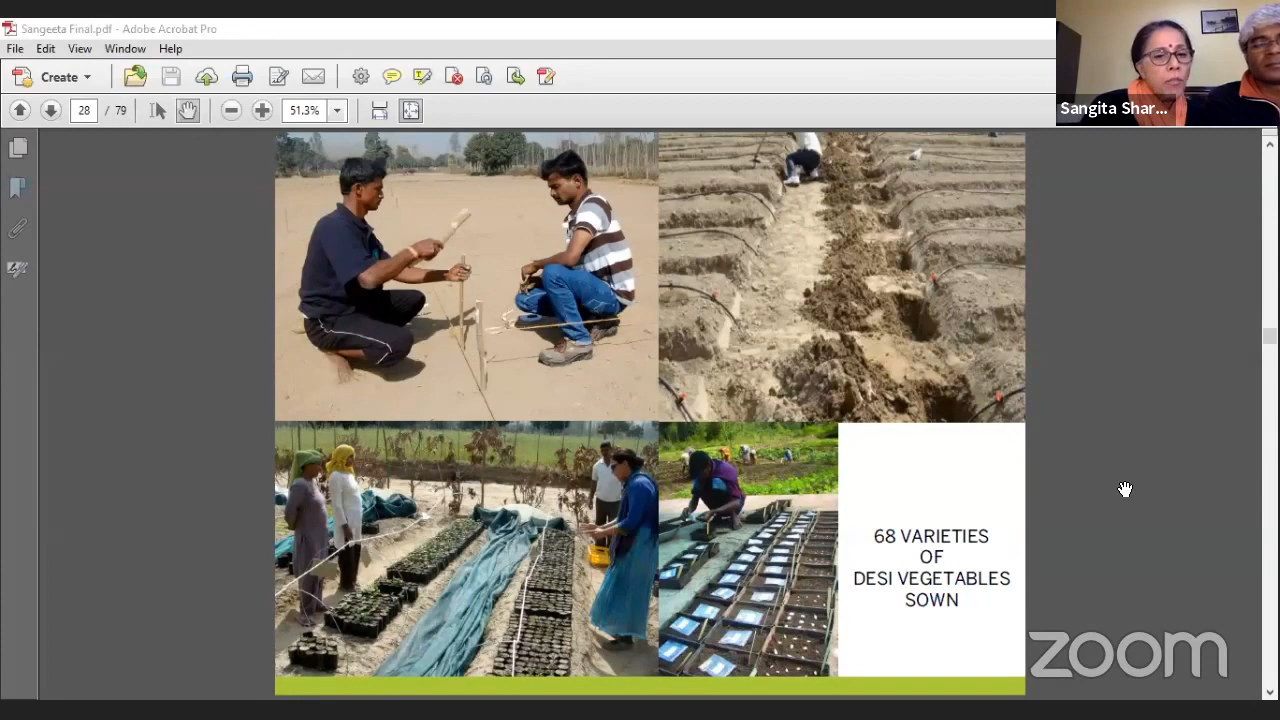 Sangeeta Final.pdf - Adobe Acrobat Pro
File Edit View Window Help
Create
28 / 79
51.3%
Sangita Shar...
68 VARIETIES
OF
DESI VEGETABLES
SOWN
zoom